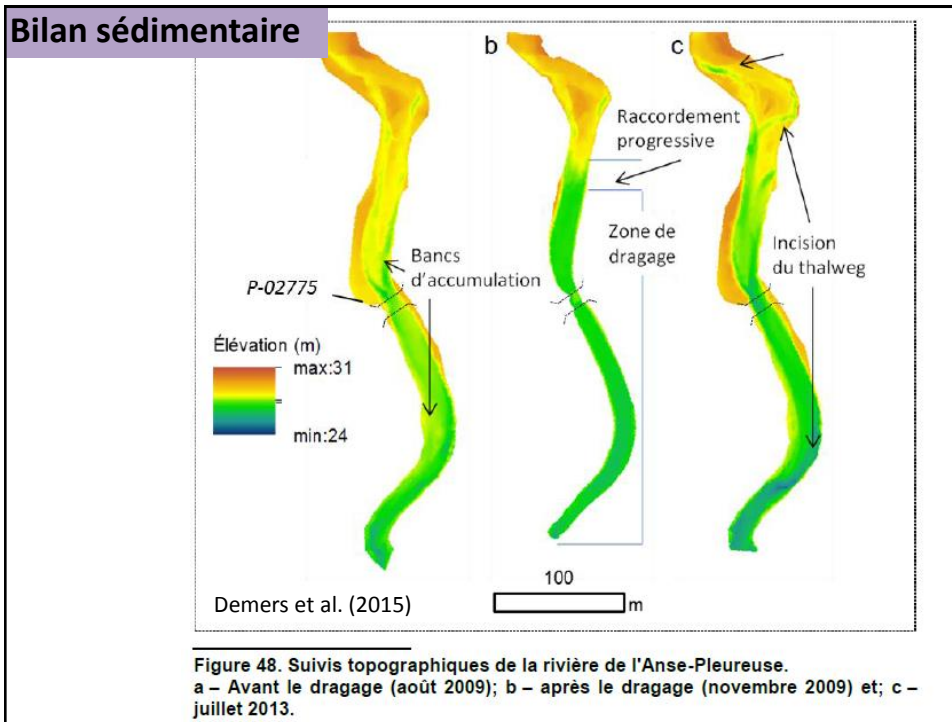 Bilan sédimentaire
b
c
Raccordement
progressive
Zone de
dragage
Bancs
d'accumulation
Incision
du thalweg
P-02775
Élévation (m)
max:31
min:24
100
m
Demers et al. (2015)
Figure 48. Suivis topographiques de la rivière de l'Anse-Pleureuse.
a – Avant le dragage (août 2009); b – après le dragage (novembre 2009) et; c –
juillet 2013.